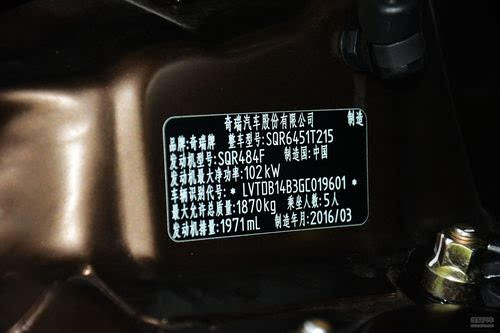 奇瑞汽车股份有限公司 制造
品牌:奇瑞牌 整车型号:SQR6451T215
发动机型号:SQR484F 制造国:中国
发动机最大净功率:102kW
车辆识别代号:* LVTDB14B3GC019601 *
最大允许总质量:1870kg 乘坐人数:5人
发动机排量:1971mL 制造年月:2016/03